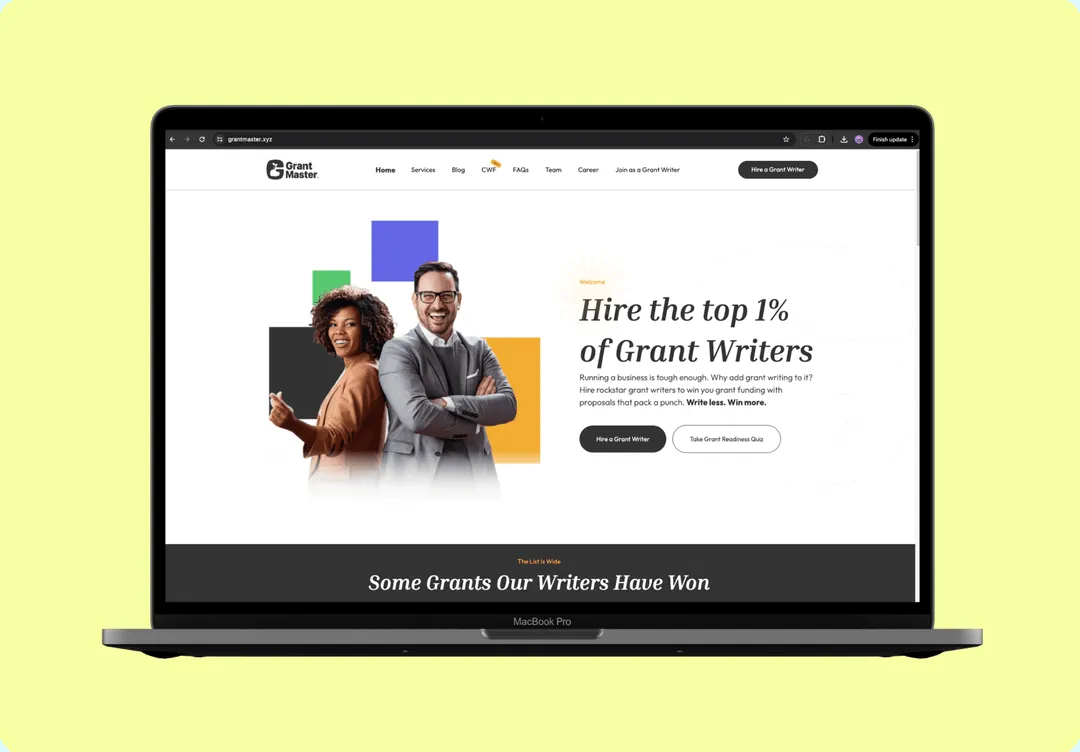 grantmaster.xyz
Finish update
Grant
Master.
Home Services Blog CWF FAQs Team Career Join as a Grant Writer
Hire a Grant Writer
Welcome
Hire the top 1%
of Grant Writers
Running a business is tough enough. Why add grant writing to it?
Hire rockstar grant writers to win you grant funding with
proposals that pack a punch. Write less. Win more.
Hire a Grant Writer
Take Grant Readiness Quiz
The List Is Wide
Some Grants Our Writers Have Won
MacBook Pro